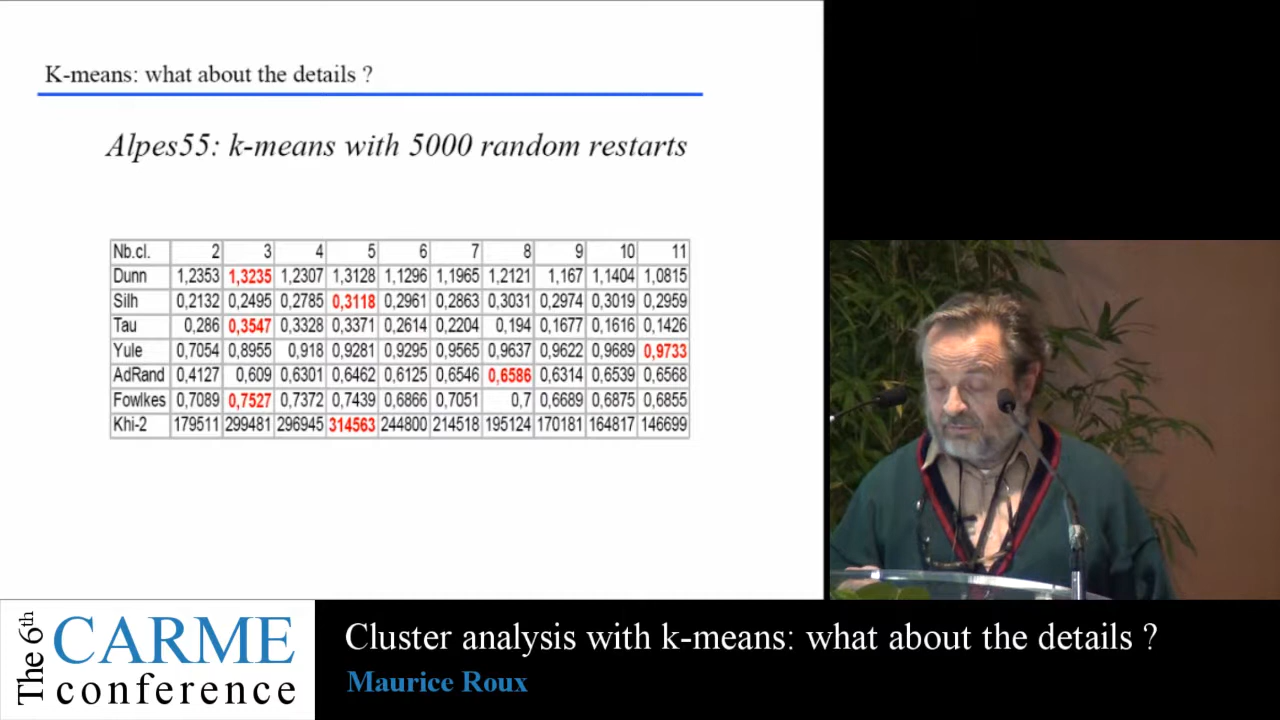 K-means: what about the details ?
Alpes55: k-means with 5000 random restarts
Nb.cl. 2 3 4 5 6 7 8 9 10 11
Dunn 1,2353 1,3235 1,2307 1,3128 1,1296 1,1965 1,2121 1,167 1,1404 1,0815
Silh 0,2132 0,2495 0,2785 0,3118 0,2961 0,2863 0,3031 0,2974 0,3019 0,2959
Tau 0,286 0,3547 0,3328 0,3371 0,2614 0,2204 0,194 0,1677 0,1616 0,1426
Yule 0,7054 0,8955 0,918 0,9281 0,9295 0,9565 0,9637 0,9622 0,9689 0,9733
AdRand 0,4127 0,609 0,6301 0,6462 0,6125 0,6546 0,6586 0,6314 0,6539 0,6568
Fowlkes 0,7089 0,7527 0,7372 0,7439 0,6866 0,7051 0,7 0,6689 0,6875 0,6855
Khi-2 179511 299481 296945 314563 244800 214518 195124 170181 164817 146699
The 6th CARME conference
Cluster analysis with k-means: what about the details ?
Maurice Roux